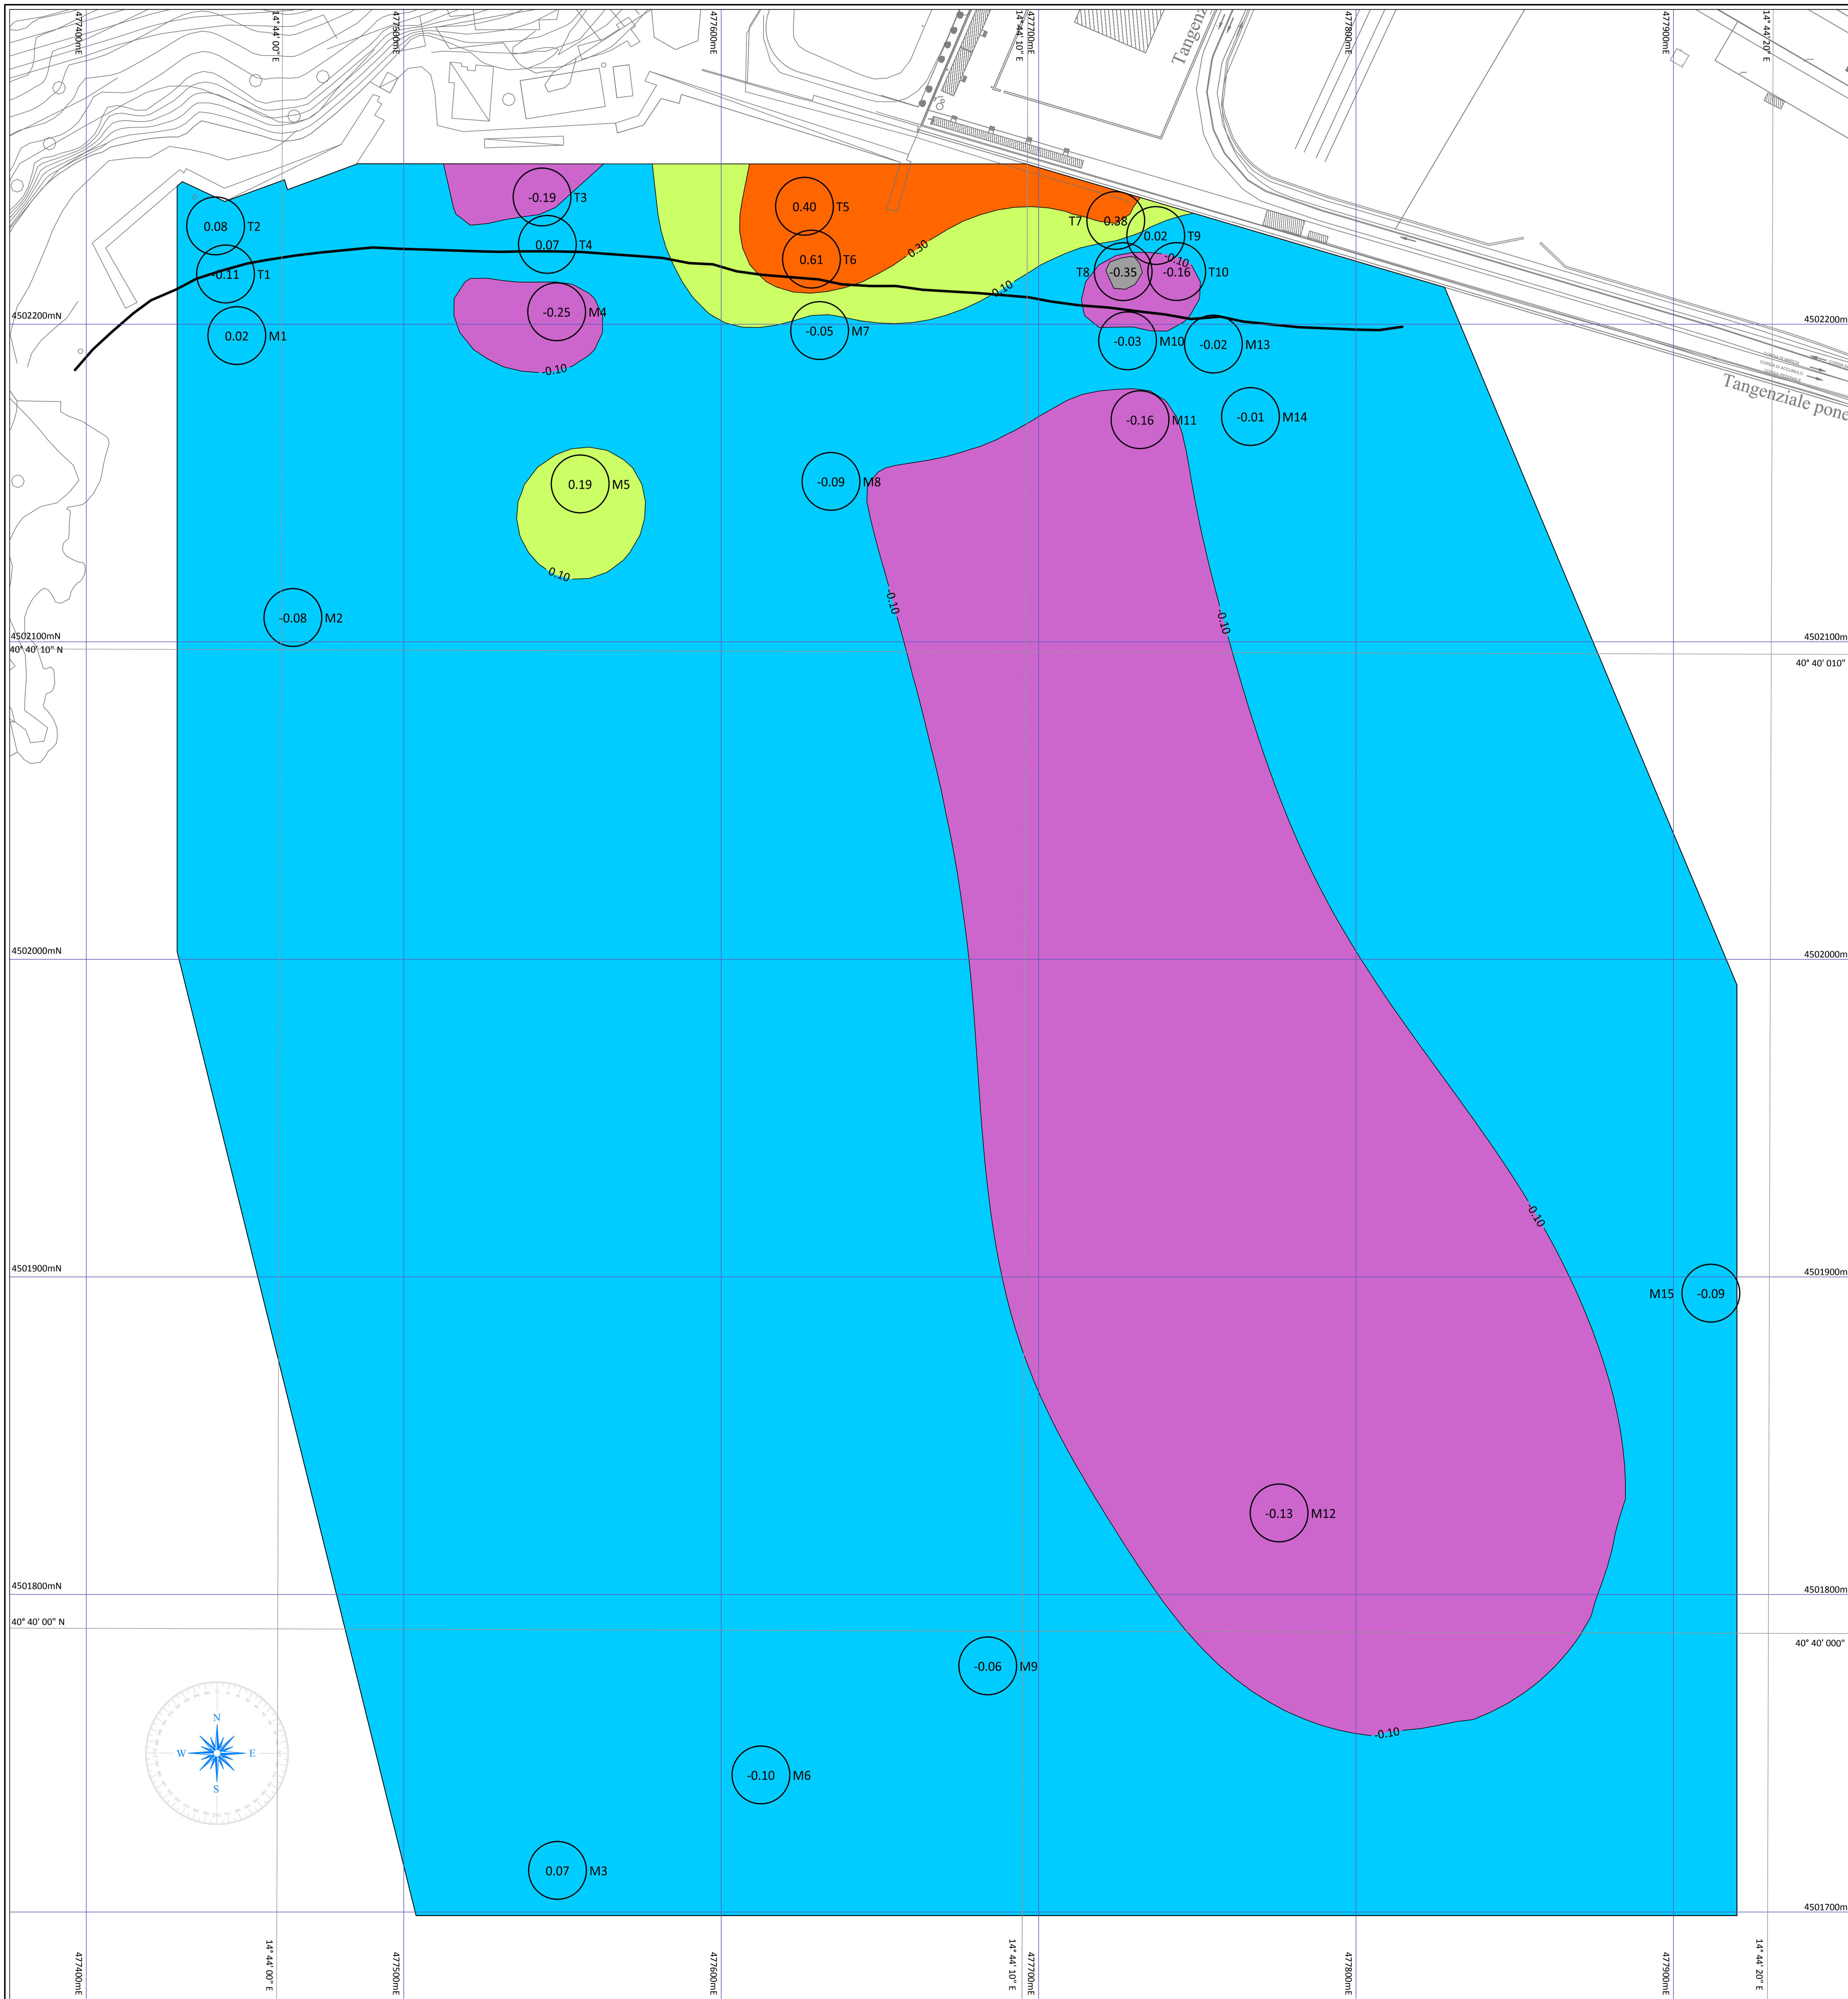 477400mE
14° 44' 00" E
477500mE
477600mE
14° 44' 10" E
477700mE
477800mE
477900mE
14° 44' 20" E
Tangenz
-0.19 T3
0.40 T5
T7 0.38
0.08 T2
0.02 T9
0.07 T4
0.30
0.61 T6
-0.10
-0.11 T1
T8 -0.35
-0.16 T10
0.10
-0.25 M4
4502200mN
4502200m
0.02 M1
-0.05 M7
-0.03 M10
-0.02 M13
-0.10
CORSIA DI MARCIA
CORSIA DI ACCUMULO
Tangenziale pone
-0.16 M11
-0.01 M14
0.19 M5
-0.09 M8
0.10
-0.10
-0.10
-0.08 M2
4502100mN
4502100m
40° 40' 10" N
40° 40' 010"
4502000mN
4502000m
-0.10
4501900mN
4501900m
M15 -0.09
-0.13 M12
4501800mN
4501800m
40° 40' 00" N
40° 40' 000"
-0.06 M9
N
W E
S
-0.10
-0.10 M6
0.07 M3
4501700m
477400mE
14° 44' 00" E
477500mE
477600mE
14° 44' 10" E
477700mE
477800mE
477900mE
14° 44' 20" E